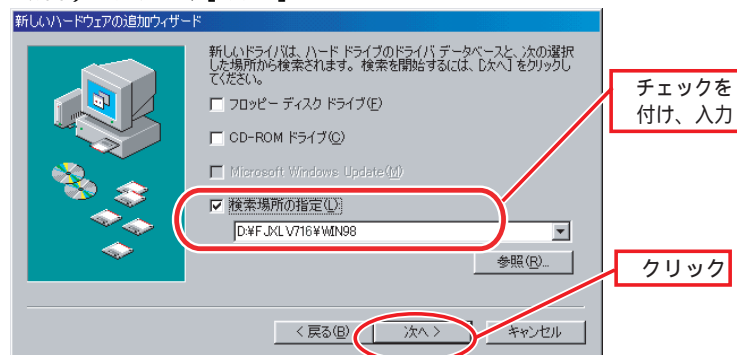 新しいハードウェアの追加ウィザード
新しいドライバは、ハード ドライブのドライバ データベースと、次の選択
した場所から検索されます。検索を開始するには、[次へ] をクリックし
てください。
フロッピー ディスク ドライブ(F)
CD-ROM ドライブ(C)
Microsoft Windows Update(M)
検索場所の指定(L)
D:¥FJXLV716¥WIN98
参照(R)...
< 戻る(B)
次へ >
キャンセル
チェックを
付け、入力
クリック